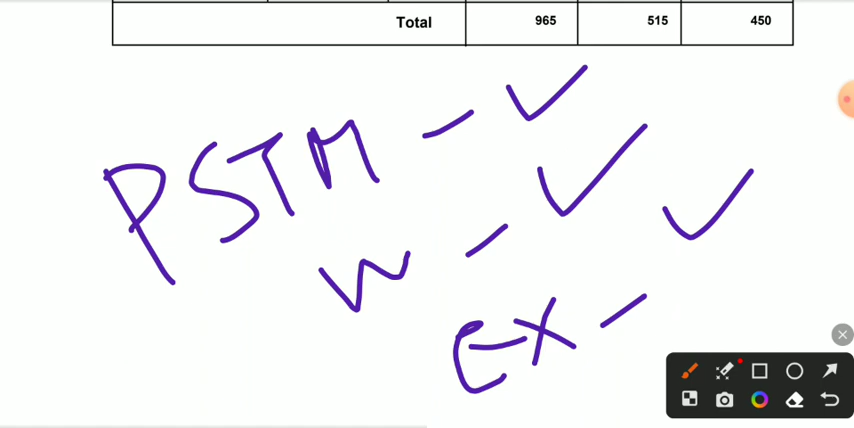 Total 965 515 450
PSTM - ✓
W - ✓
EX - ✓